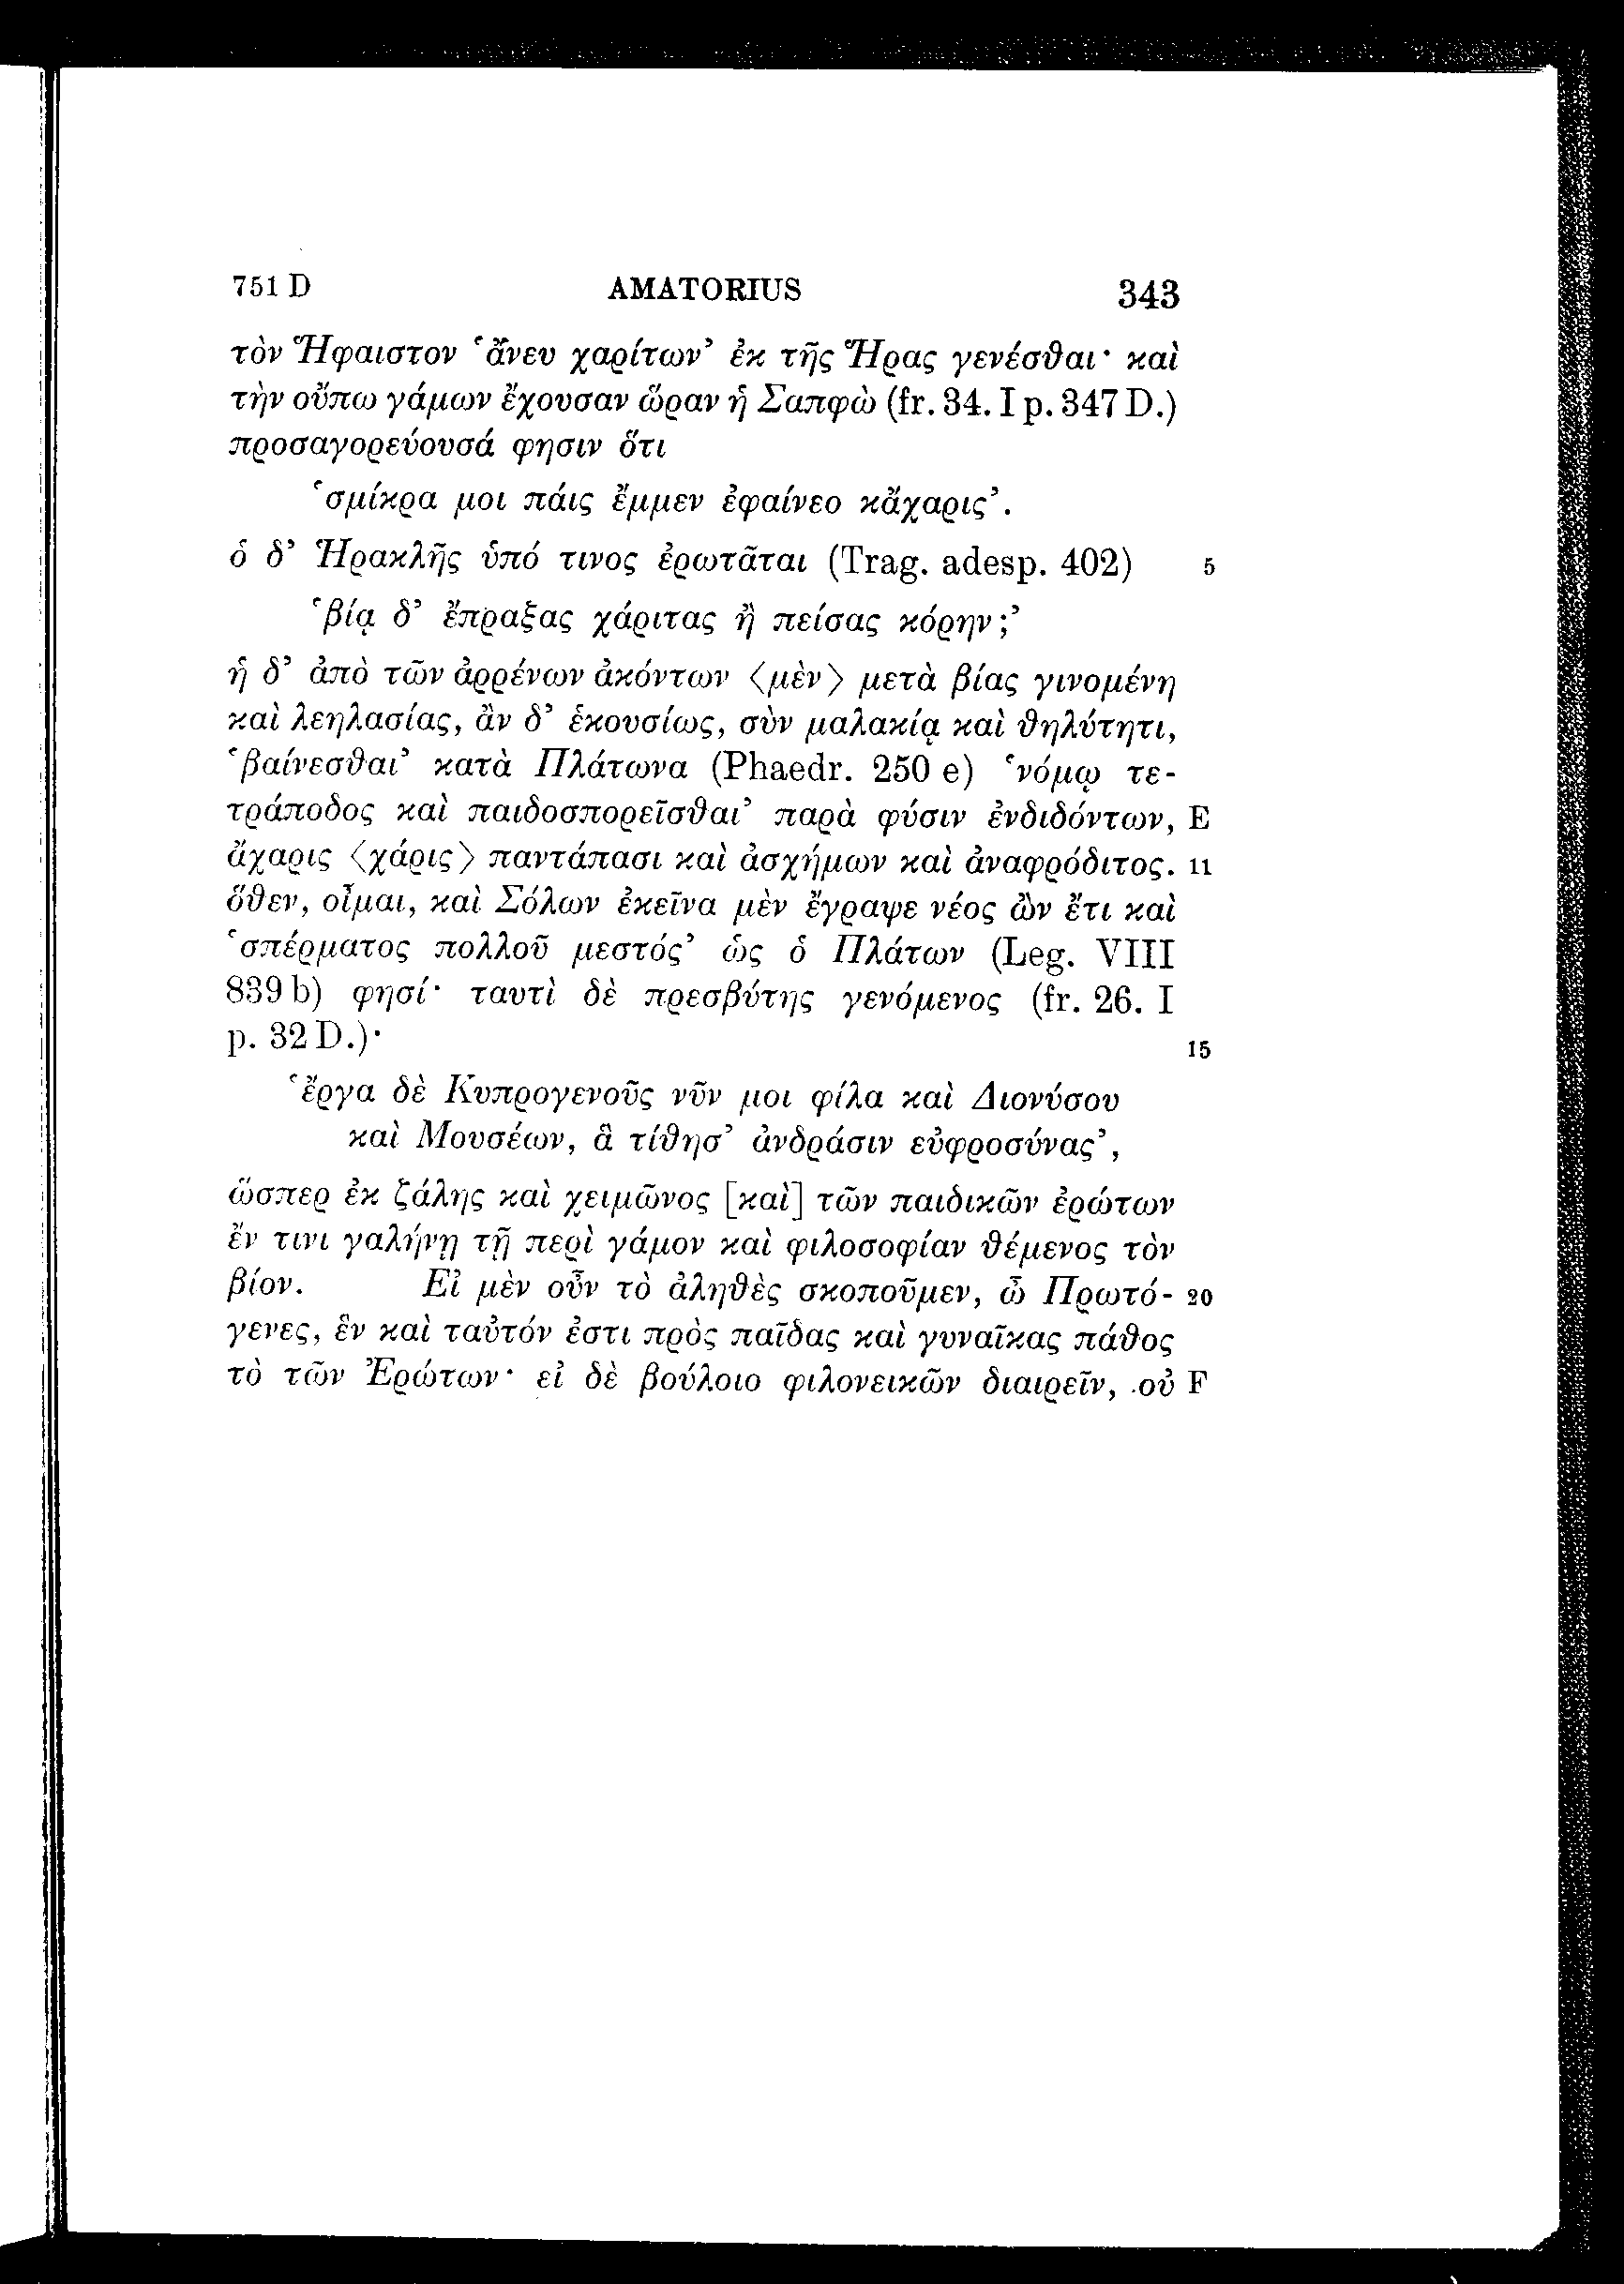 751 D AMATORIUS 343
τὸν Ἥφαιστον ‘ἄνευ χαρίτων’ ἐκ τῆς Ἥρας γενέσθαι· καὶ
τὴν οὔπω γάμων ἔχουσαν ὥραν ἡ Σαπφὼ (fr. 34. I p. 347 D.)
προσαγορεύουσά φησιν ὅτι
‘σμίκρα μοι πάις ἔμμεν ἐφαίνεο κἄχαρις’.
ὁ δ’ Ἡρακλῆς ὑπό τινος ἐρωτᾶται (Trag. adesp. 402) 5
‘βίᾳ δ’ ἔπραξας χάριτας ἢ πείσας κόρην;’
ἡ δ’ ἀπὸ τῶν ἀρρένων ἀκόντων 〈μὲν〉 μετὰ βίας γινομένη
καὶ λεηλασίας, ἂν δ’ ἑκουσίως, σὺν μαλακίᾳ καὶ θηλύτητι,
‘βαίνεσθαι’ κατὰ Πλάτωνα (Phaedr. 250 e) ‘νόμῳ τε-
τράποδος καὶ παιδοσπορεῖσθαι’ παρὰ φύσιν ἐνδιδόντων, E
ἄχαρις 〈χάρις〉 παντάπασι καὶ ἀσχήμων καὶ ἀναφρόδιτος. 11
ὅθεν, οἶμαι, καὶ Σόλων ἐκεῖνα μὲν ἔγραψε νέος ὢν ἔτι καὶ
‘σπέρματος πολλοῦ μεστός’ ὡς ὁ Πλάτων (Leg. VIII
839 b) φησί· ταυτὶ δὲ πρεσβύτης γενόμενος (fr. 26. I
p. 32 D.)· 15
‘ἔργα δὲ Κυπρογενοῦς νῦν μοι φίλα καὶ Διονύσου
καὶ Μουσέων, ἃ τίθησ’ ἀνδράσιν εὐφροσύνας’,
ὥσπερ ἐκ ζάλης καὶ χειμῶνος [καὶ] τῶν παιδικῶν ἐρώτων
ἔν τινι γαλήνῃ τῇ περὶ γάμον καὶ φιλοσοφίαν θέμενος τὸν
βίον. Εἰ μὲν οὖν τὸ ἀληθὲς σκοποῦμεν, ὦ Πρωτό- 20
γενες, ἓν καὶ ταὐτόν ἐστι πρὸς παῖδας καὶ γυναῖκας πάθος
τὸ τῶν Ἐρώτων· εἰ δὲ βούλοιο φιλονεικῶν διαιρεῖν, οὐ F